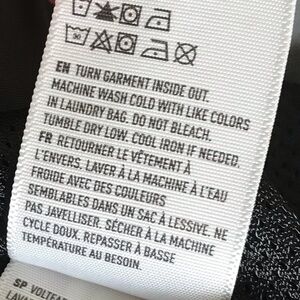 EN TURN GARMENT INSIDE OUT.
MACHINE WASH COLD WITH LIKE COLORS
IN LAUNDRY BAG. DO NOT BLEACH.
TUMBLE DRY LOW. COOL IRON IF NEEDED.
FR RETOURNER LE VÊTEMENT À
L'ENVERS. LAVER À LA MACHINE À L'EAU
FROIDE AVEC DES COULEURS
SEMBLABLES DANS UN SAC À LESSIVE. NE
PAS JAVELLISER. SÉCHER À LA MACHINE
CYCLE DOUX. REPASSER À BASSE
TEMPÉRATURE AU BESOIN.
SP